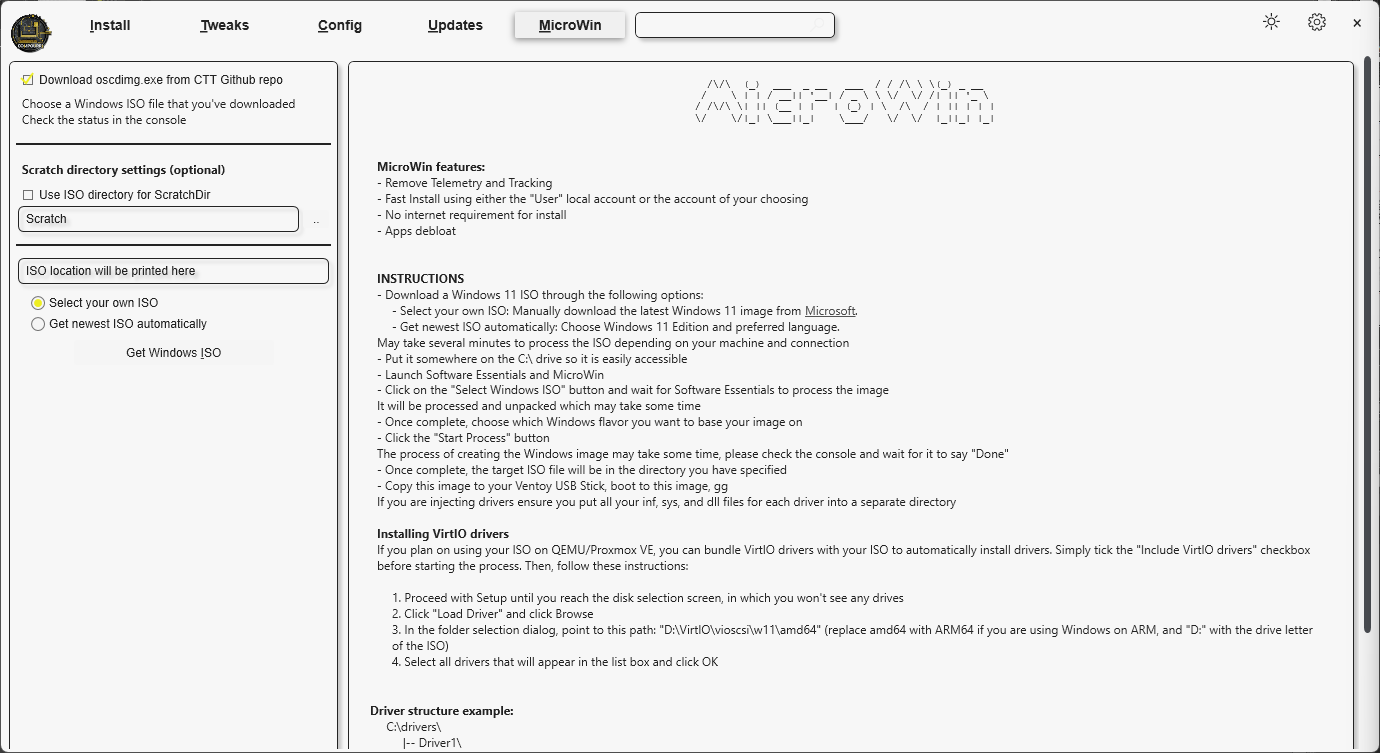 Install
Tweaks
Config
Updates
MicroWin
Download oscdimg.exe from CTT Github repo
Choose a Windows ISO file that you've downloaded
Check the status in the console
Scratch directory settings (optional)
Use ISO directory for ScratchDir
Scratch
..
ISO location will be printed here
Select your own ISO
Get newest ISO automatically
Get Windows ISO
MicroWin
MicroWin features:
- Remove Telemetry and Tracking
- Fast Install using either the "User" local account or the account of your choosing
- No internet requirement for install
- Apps debloat
INSTRUCTIONS
- Download a Windows 11 ISO through the following options:
- Select your own ISO: Manually download the latest Windows 11 image from Microsoft.
- Get newest ISO automatically: Choose Windows 11 Edition and preferred language.
May take several minutes to process the ISO depending on your machine and connection
- Put it somewhere on the C:\ drive so it is easily accessible
- Launch Software Essentials and MicroWin
- Click on the "Select Windows ISO" button and wait for Software Essentials to process the image
It will be processed and unpacked which may take some time
- Once complete, choose which Windows flavor you want to base your image on
- Click the "Start Process" button
The process of creating the Windows image may take some time, please check the console and wait for it to say "Done"
- Once complete, the target ISO file will be in the directory you have specified
- Copy this image to your Ventoy USB Stick, boot to this image, gg
If you are injecting drivers ensure you put all your inf, sys, and dll files for each driver into a separate directory
Installing VirtIO drivers
If you plan on using your ISO on QEMU/Proxmox VE, you can bundle VirtIO drivers with your ISO to automatically install drivers. Simply tick the "Include VirtIO drivers" checkbox
before starting the process. Then, follow these instructions:
1. Proceed with Setup until you reach the disk selection screen, in which you won't see any drives
2. Click "Load Driver" and click Browse
3. In the folder selection dialog, point to this path: "D:\VirtIO\vioscsi\w11\amd64" (replace amd64 with ARM64 if you are using Windows on ARM, and "D:" with the drive letter
of the ISO)
4. Select all drivers that will appear in the list box and click OK
Driver structure example:
C:\drivers\
|-- Driver1\